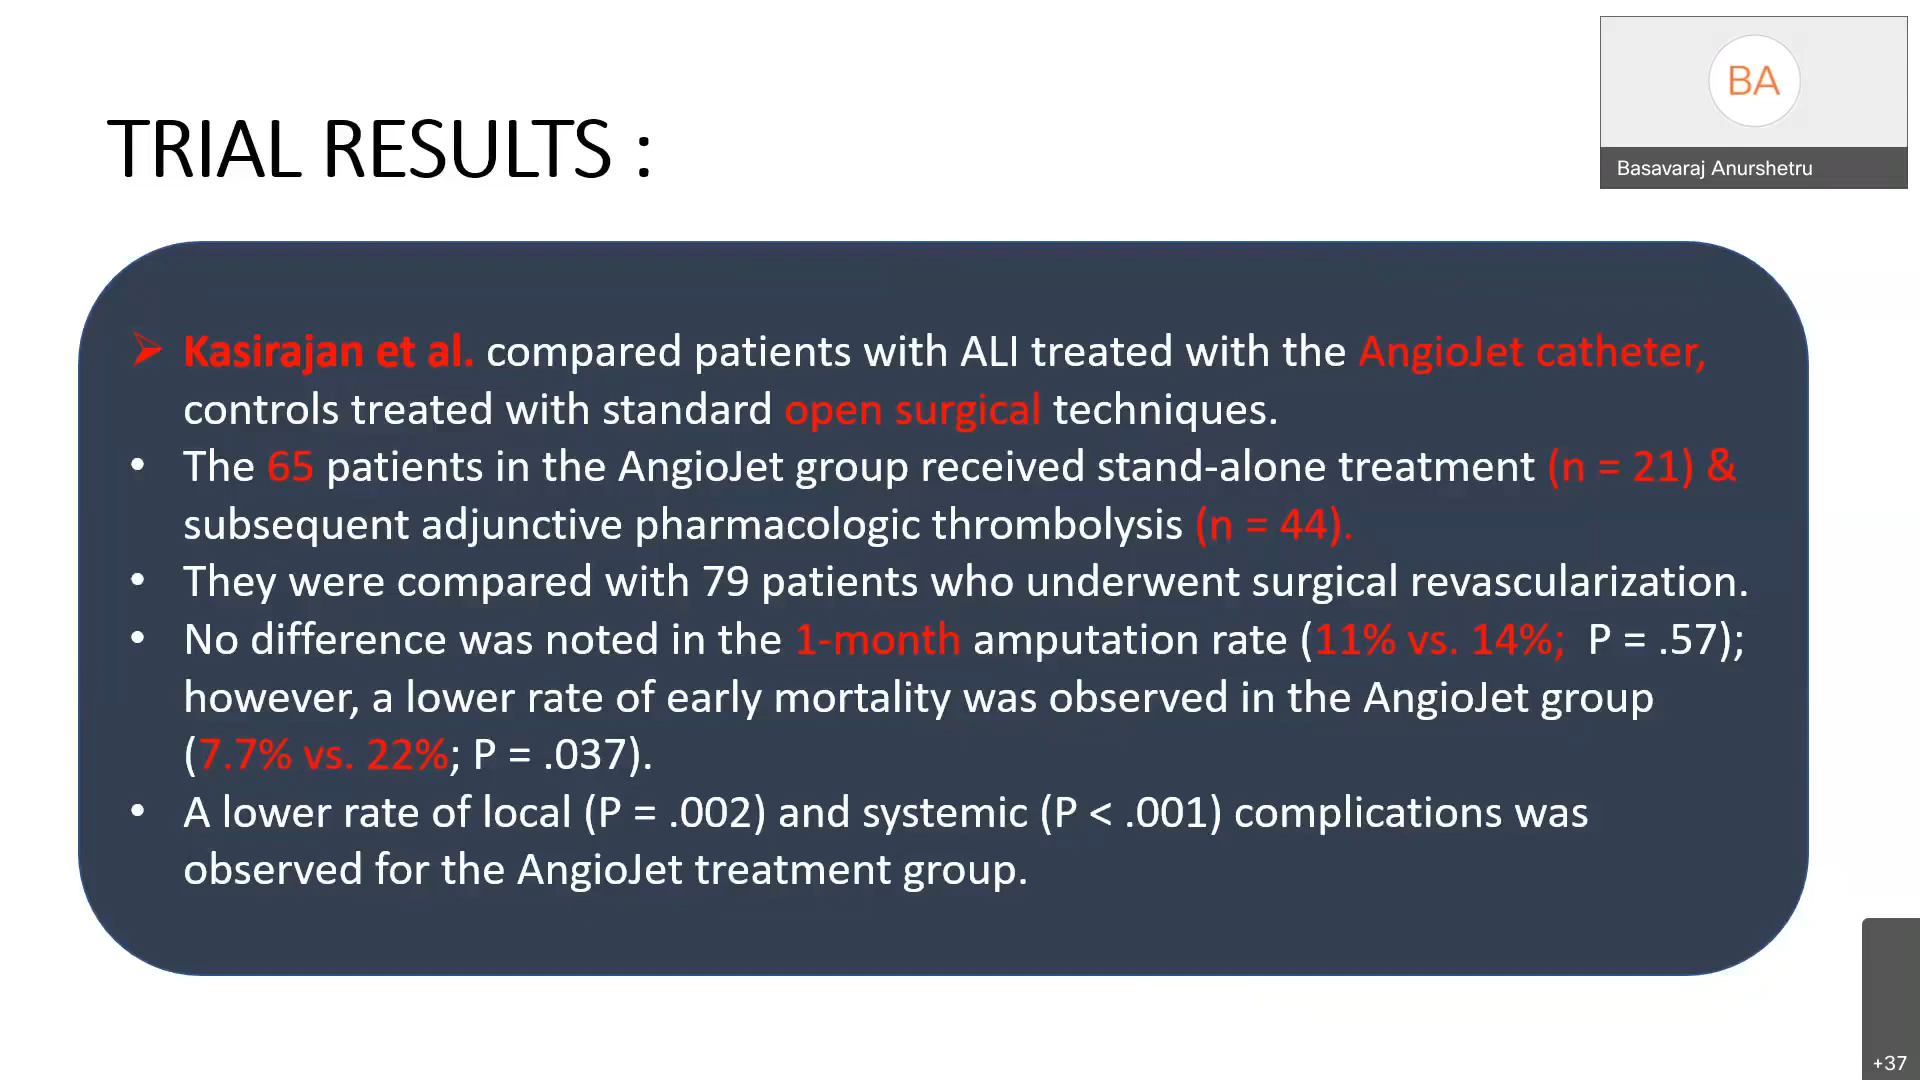 BA
Basavaraj Anurshetru
TRIAL RESULTS :
➢ Kasirajan et al. compared patients with ALI treated with the AngioJet catheter,
controls treated with standard open surgical techniques.
• The 65 patients in the AngioJet group received stand-alone treatment (n = 21) &
subsequent adjunctive pharmacologic thrombolysis (n = 44).
• They were compared with 79 patients who underwent surgical revascularization.
• No difference was noted in the 1-month amputation rate (11% vs. 14%; P = .57);
however, a lower rate of early mortality was observed in the AngioJet group
(7.7% vs. 22%; P = .037).
• A lower rate of local (P = .002) and systemic (P < .001) complications was
observed for the AngioJet treatment group.
+37